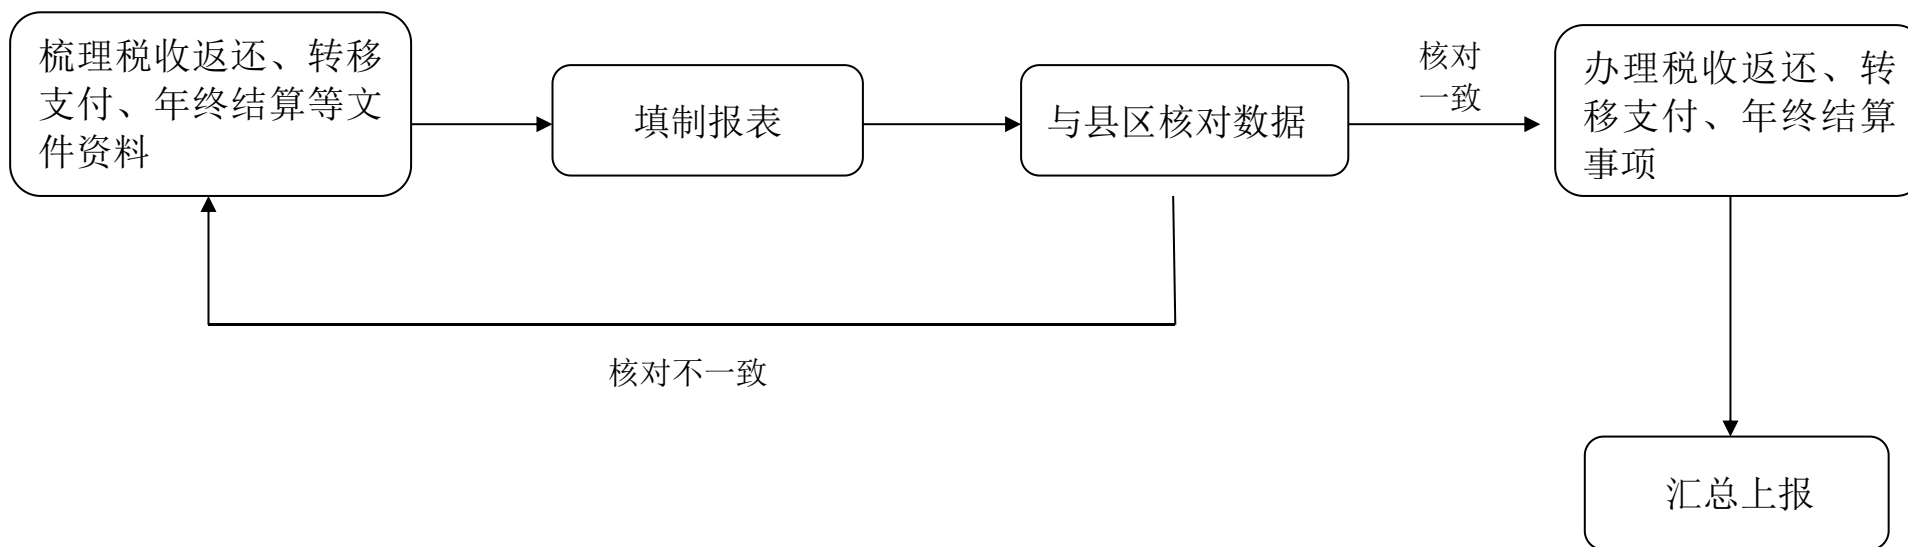 梳理税收返还、转移
支付、年终结算等文
件资料
填制报表
与县区核对数据
核对
一致
办理税收返还、转
移支付、年终结算
事项
核对不一致
汇总上报